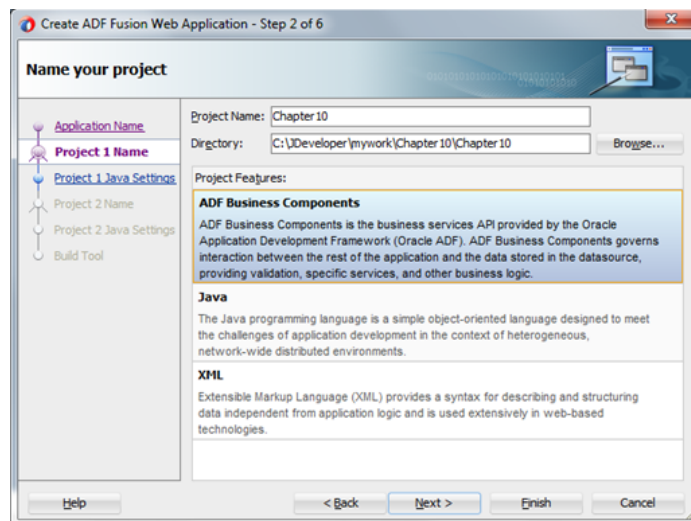 Create ADF Fusion Web Application - Step 2 of 6
Name your project
Application Name
Project 1 Name
Project 1 Java Settings
Project 2 Name
Project 2 Java Settings
Build Tool
Project Name: Chapter10
Directory: C:\JDeveloper\mywork\Chapter10\Chapter10 Browse...
Project Features:
ADF Business Components
ADF Business Components is the business services API provided by the Oracle
Application Development Framework (Oracle ADF). ADF Business Components governs
interaction between the rest of the application and the data stored in the datasource,
providing validation, specific services, and other business logic.
Java
The Java programming language is a simple object-oriented language designed to meet
the challenges of application development in the context of heterogeneous,
network-wide distributed environments.
XML
Extensible Markup Language (XML) provides a syntax for describing and structuring
data independent from application logic and is used extensively in web-based
technologies.
Help < Back Next > Finish Cancel